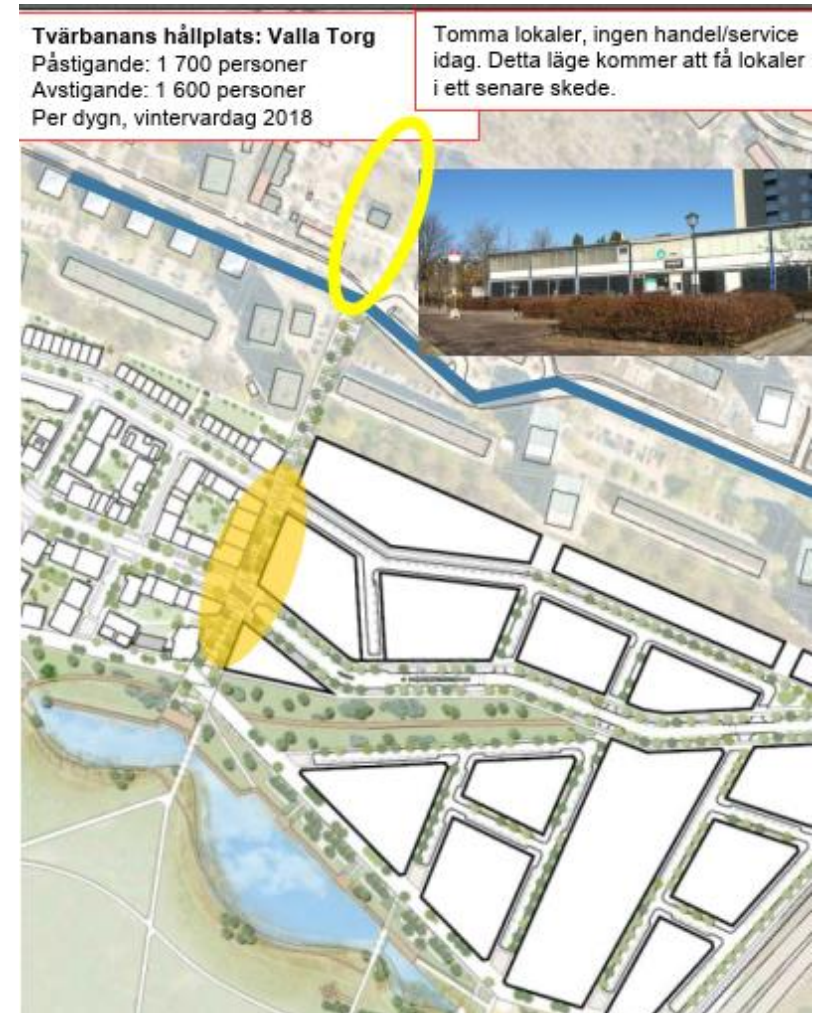 Tvärbanans hållplats: Valla Torg
Påstigande: 1 700 personer
Avstigande: 1 600 personer
Per dygn, vintervardag 2018
Tomma lokaler, ingen handel/service
idag. Detta läge kommer att få lokaler
i ett senare skede.